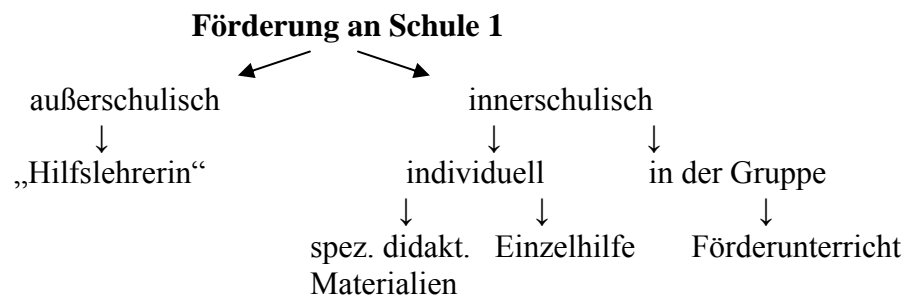 Förderung an Schule 1
außerschulisch innerschulisch
„Hilfslehrerin“ individuell in der Gruppe
spez. didakt. Einzelhilfe Förderunterricht
Materialien